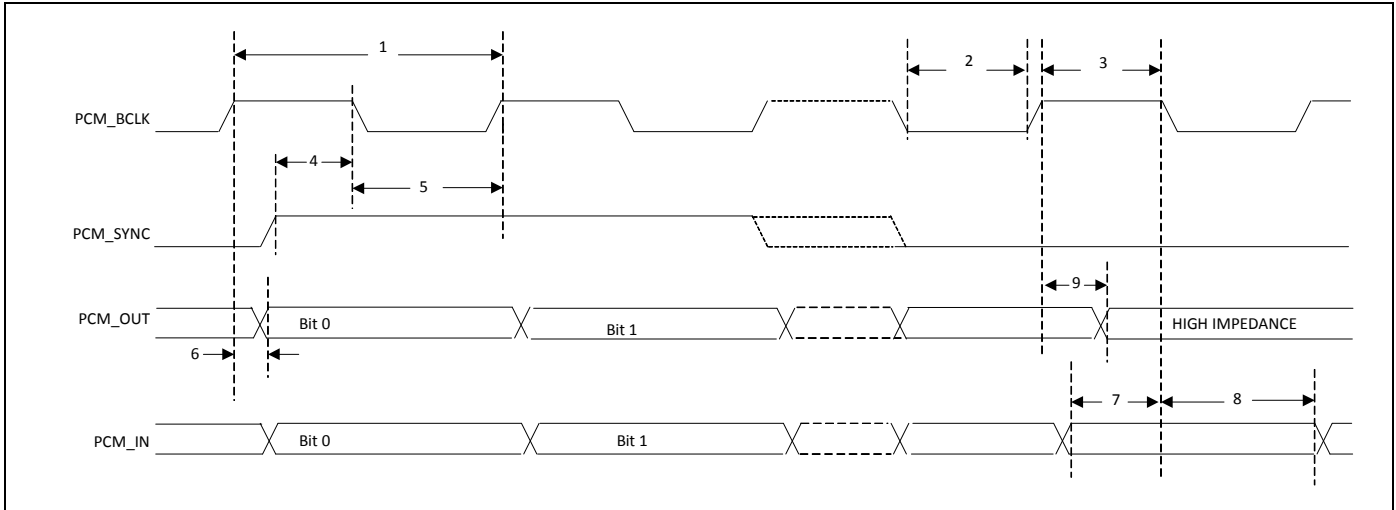 1
2
3
PCM_BCLK
4
5
PCM_SYNC
9
PCM_OUT
Bit 0
Bit 1
HIGH IMPEDANCE
6
7
8
PCM_IN
Bit 0
Bit 1